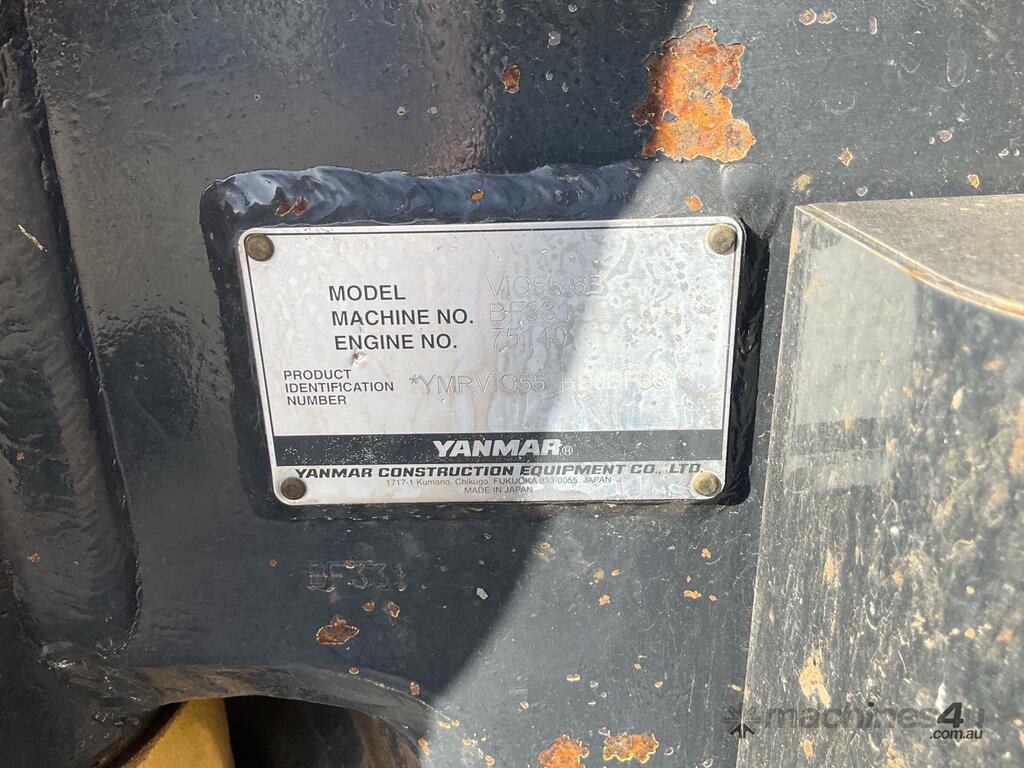 MODEL ViO55-6B
MACHINE NO. BF331
ENGINE NO. 75140
PRODUCT
IDENTIFICATION
NUMBER
YANMAR®
YANMAR CONSTRUCTION EQUIPMENT CO., LTD.
1717-1 Kumano, Chikugo, FUKUOKA 833-0055, JAPAN
MADE IN JAPAN
BF331
machines4u
.com.au